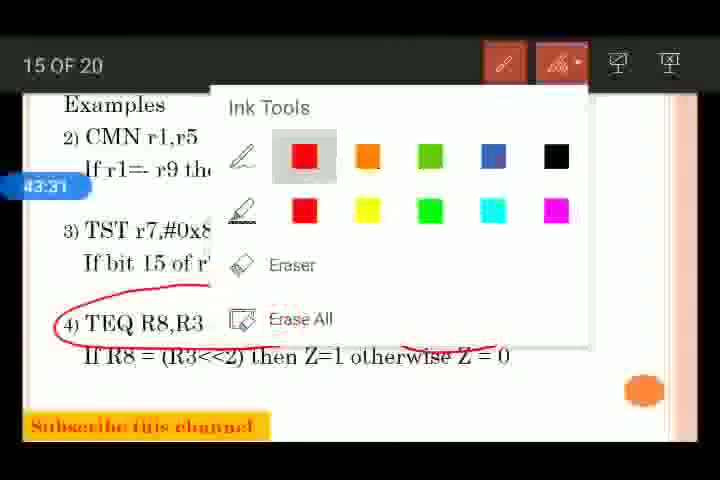 15 OF 20
Examples
Ink Tools
2) CMN r1,r5
If r1=- r9 the
43:31
3) TST r7,#0x8
If bit 15 of r'
Eraser
4) TEQ R8,R3
Erase All
If R8 = (R3<<2) then Z=1 otherwise Z = 0
Subscribe this channel